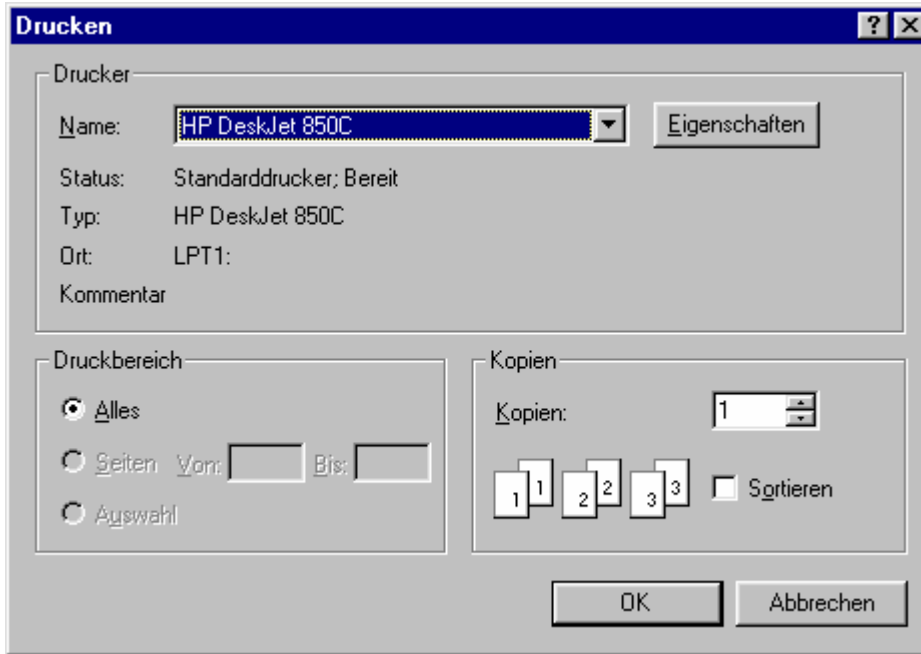 Drucken
Drucker
Name: HP DeskJet 850C Eigenschaften
Status: Standarddrucker; Bereit
Typ: HP DeskJet 850C
Ort: LPT1:
Kommentar
Druckbereich
Alles
Seiten Von: Bis:
Auswahl
Kopien
Kopien: 1
1 1 2 2 3 3 Sortieren
OK Abbrechen